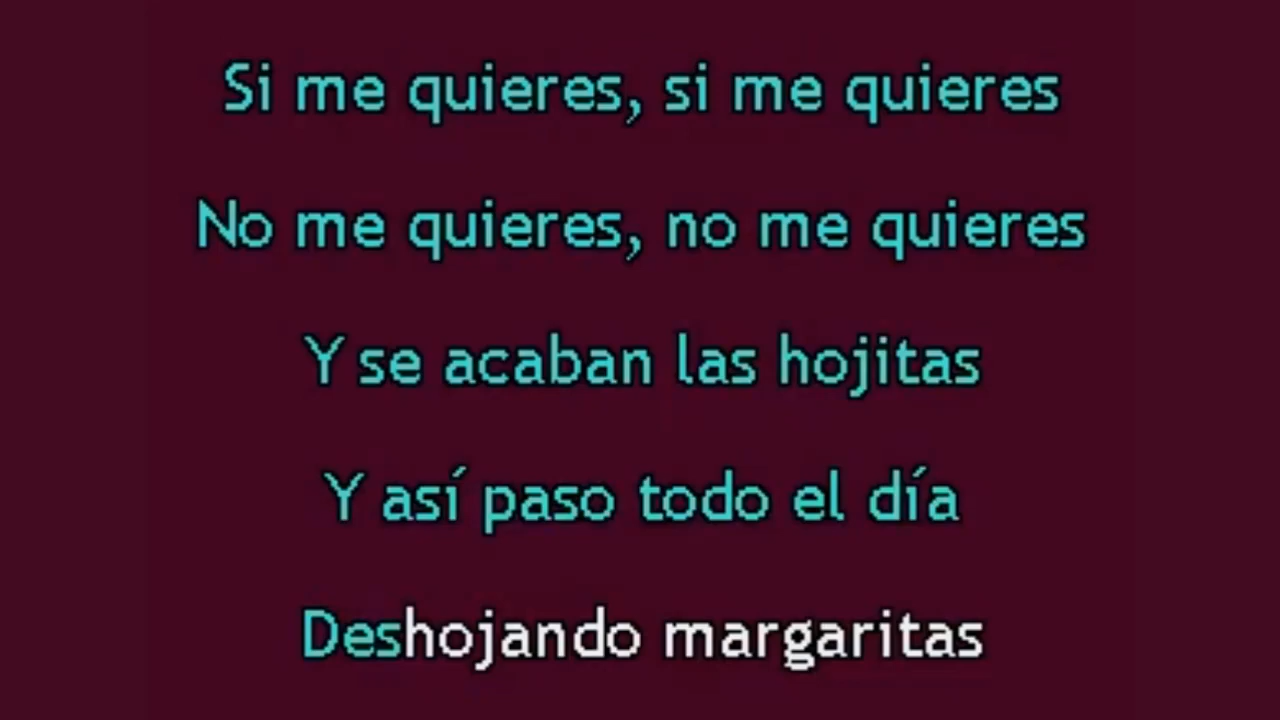 Si me quieres, si me quieres
No me quieres, no me quieres
Y se acaban las hojitas
Y así paso todo el día
Deshojando margaritas